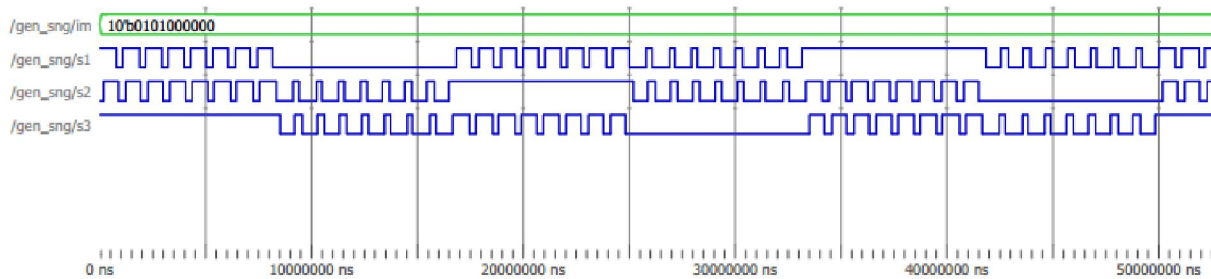 /gen_sng/im 10'b0101000000
/gen_sng/s1
/gen_sng/s2
/gen_sng/s3
0 ns 10000000 ns 20000000 ns 30000000 ns 40000000 ns 50000000 ns